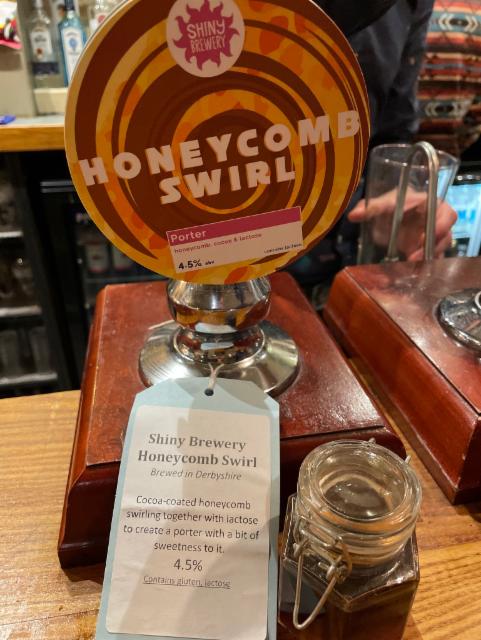 SHINY
BREWERY
HONEYCOMB
SWIRL
Porter
honeycomb, cocoa & lactose
4.5% abv
contains lactose
Shiny Brewery
Honeycomb Swirl
Brewed in Derbyshire
Cocoa-coated honeycomb
swirling together with lactose
to create a porter with a bit of
sweetness to it.
4.5%
Contains gluten, lactose